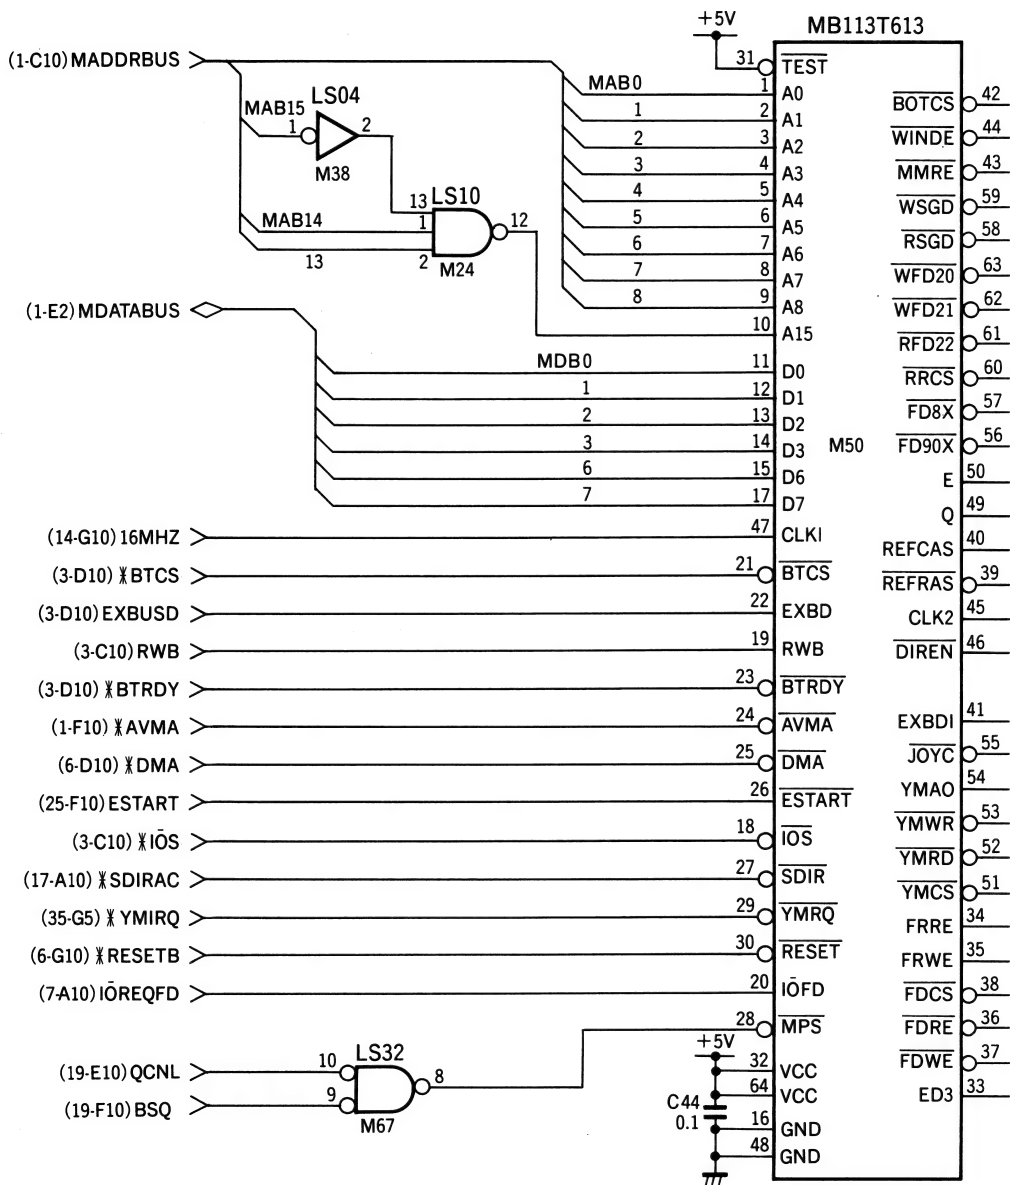 +5V
MB113T613
(1-C10) MADDRBUS
31 TEST
MAB0 1 A0
1 2 A1
2 3 A2
3 4 A3
4 5 A4
5 6 A5
6 7 A6
7 8 A7
8 9 A8
10 A15
LS04
MAB15 1 2
M38
LS10
13
MAB14 1 12
13 2
M24
(1-E2) MDATABUS
MDB0 11 D0
1 12 D1
2 13 D2
3 14 D3
6 15 D6
7 17 D7
M50
(14-G10) 16MHZ 47 CLKI
(3-D10) *BTCS 21 BTCS
(3-D10) EXBUSD 22 EXBD
(3-C10) RWB 19 RWB
(3-D10) *BTRDY 23 BTRDY
(1-F10) *AVMA 24 AVMA
(6-D10) *DMA 25 DMA
(25-F10) ESTART 26 ESTART
(3-C10) *IŌS 18 IOS
(17-A10) *SDIRAC 27 SDIR
(35-G5) *YMIRQ 29 YMRQ
(6-G10) *RESETB 30 RESET
(7-A10) IŌREQFD 20 IŌFD
28 MPS
LS32
(19-E10) QCNL 10
(19-F10) BSQ 9 8
M67
+5V
32 VCC
64 VCC
C44
0.1
16 GND
48 GND
BOTCS 42
WINDE 44
MMRE 43
WSGD 59
RSGD 58
WFD20 63
WFD21 62
RFD22 61
RRCS 60
FD8X 57
FD90X 56
E 50
Q 49
REFCAS 40
REFRAS 39
CLK2 45
DIREN 46
EXBDI 41
JOYC 55
YMAO 54
YMWR 53
YMRD 52
YMCS 51
FRRE 34
FRWE 35
FDCS 38
FDRE 36
FDWE 37
ED3 33